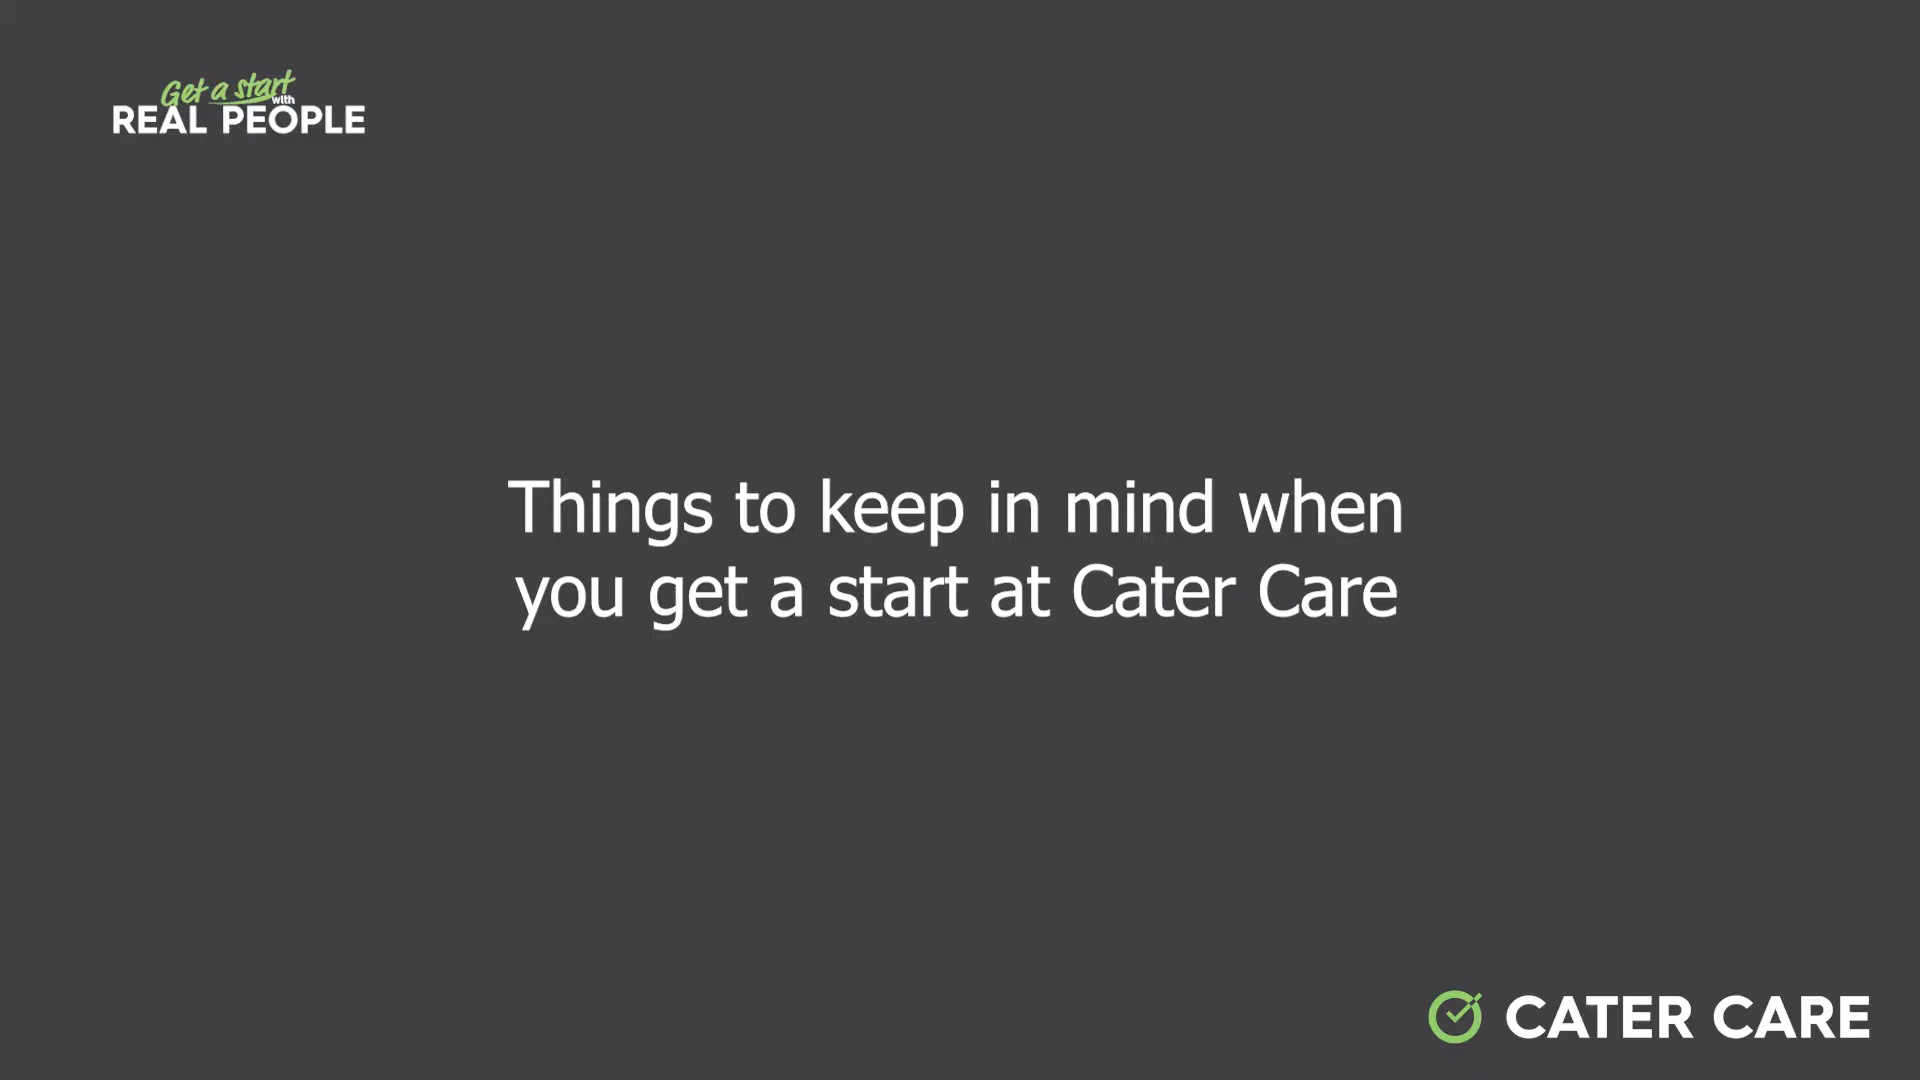 Get a start
with
REAL PEOPLE
Things to keep in mind when
you get a start at Cater Care
CATER CARE